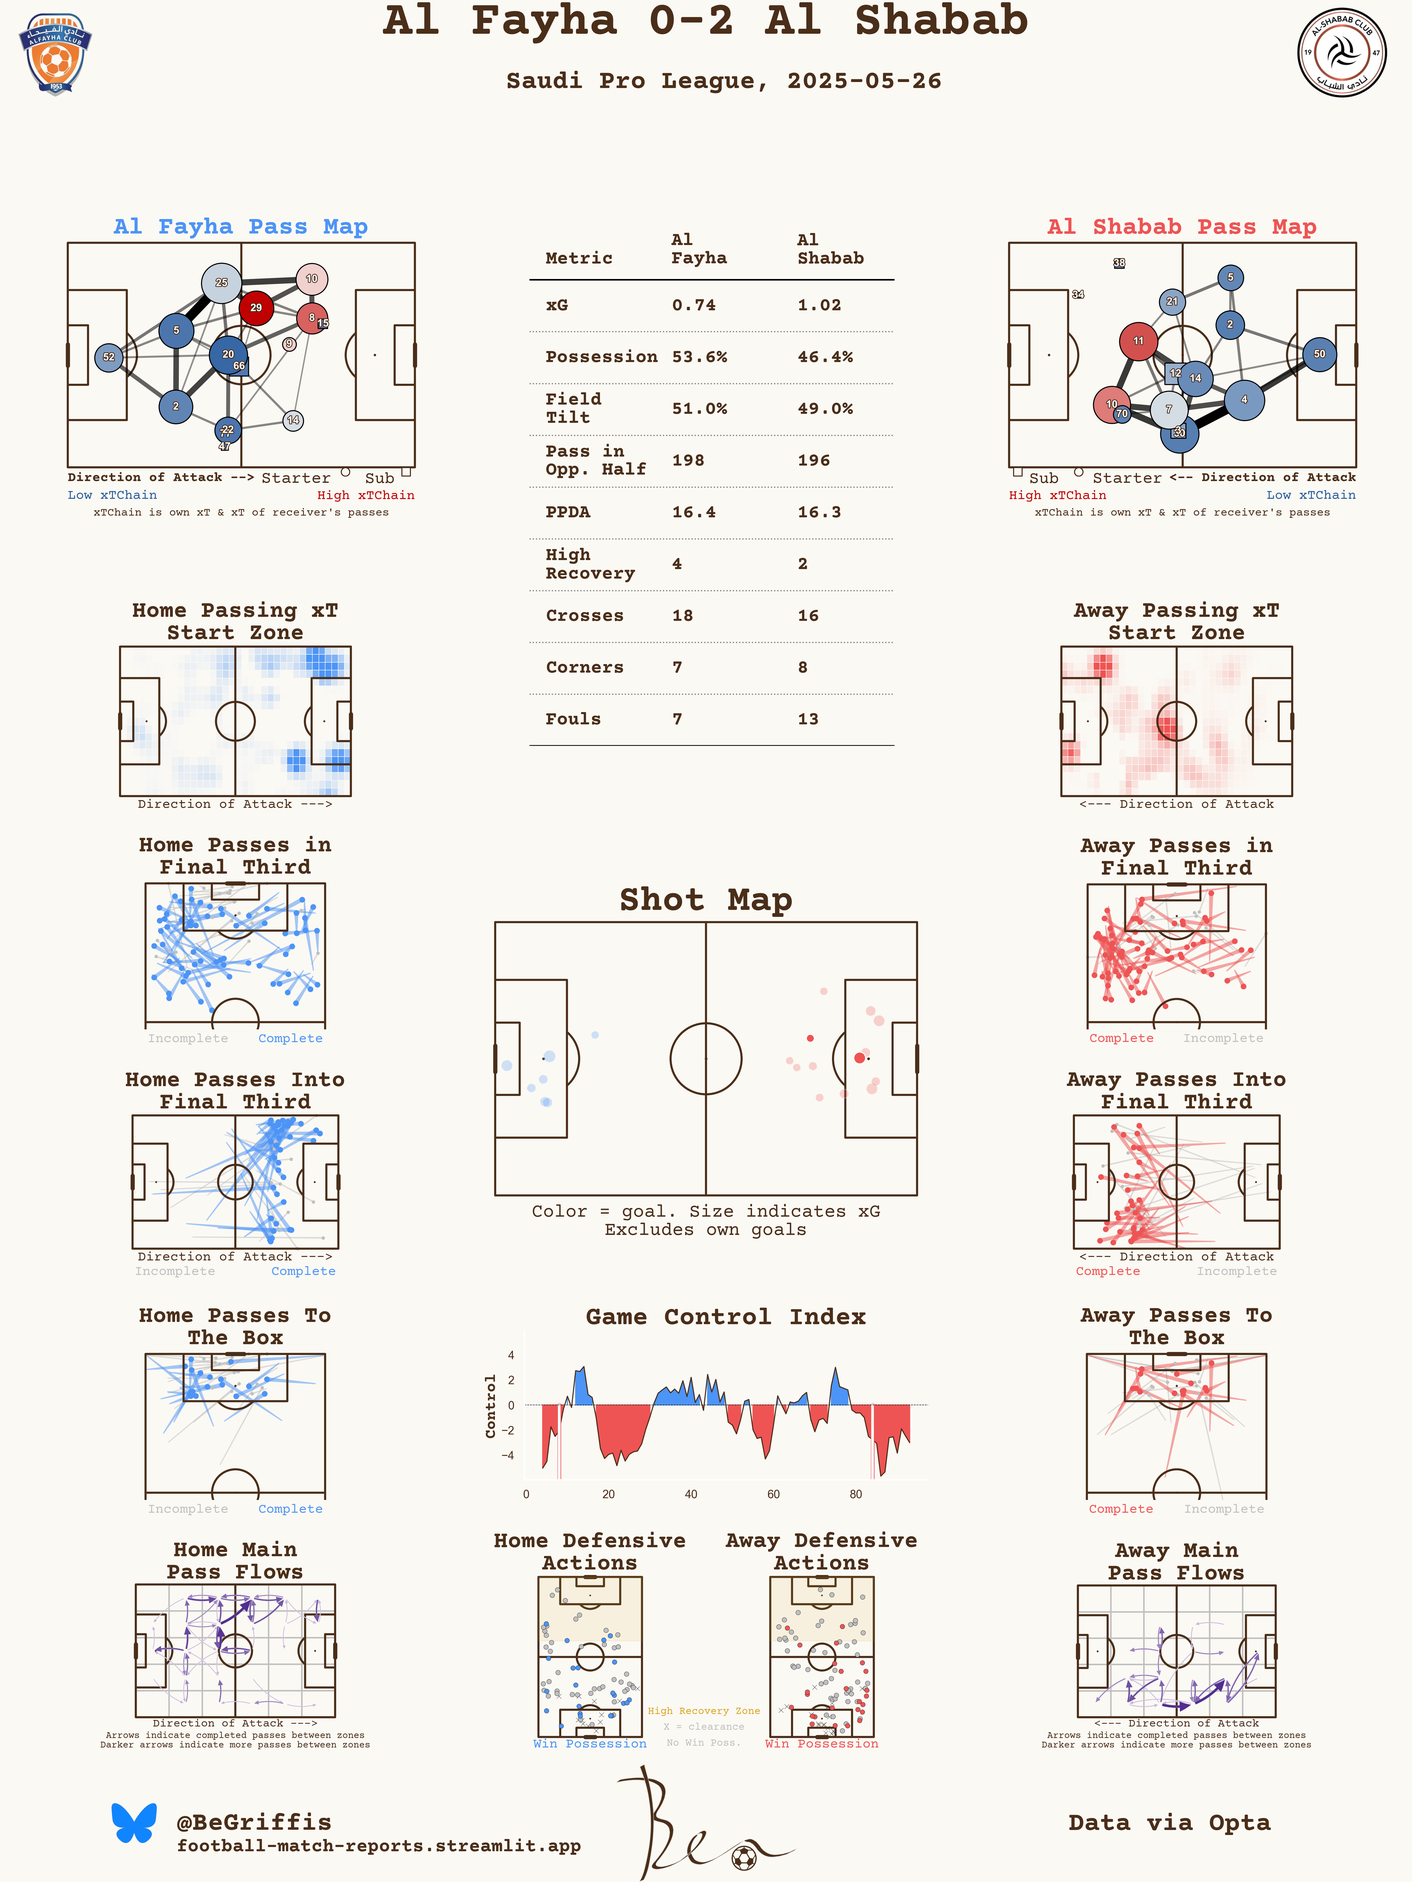 Al Fayha 0-2 Al Shabab
Saudi Pro League, 2025-05-26
نادي الفيحاء
ALFAYHA CLUB
1953
AL-SHABAB CLUB
19 47
نادي الشباب
Al Fayha Pass Map
25
10
29
8
15
5
9
52
20
66
2
14
22
47
Direction of Attack --> Starter Sub
Low xTChain High xTChain
xTChain is own xT & xT of receiver's passes
Metric Al Fayha Al Shabab
xG 0.74 1.02
Possession 53.6% 46.4%
Field Tilt 51.0% 49.0%
Pass in Opp. Half 198 196
PPDA 16.4 16.3
High Recovery 4 2
Crosses 18 16
Corners 7 8
Fouls 7 13
Al Shabab Pass Map
38
5
34
21
2
11
50
12
14
10
70
7
4
Sub Starter <-- Direction of Attack
High xTChain Low xTChain
xTChain is own xT & xT of receiver's passes
Home Passing xT
Start Zone
Direction of Attack --->
Away Passing xT
Start Zone
<--- Direction of Attack
Home Passes in
Final Third
Incomplete Complete
Away Passes in
Final Third
Complete Incomplete
Shot Map
Color = goal. Size indicates xG
Excludes own goals
Home Passes Into
Final Third
Direction of Attack --->
Incomplete Complete
Away Passes Into
Final Third
<--- Direction of Attack
Complete Incomplete
Home Passes To
The Box
Incomplete Complete
Game Control Index
Control
4
2
0
−2
−4
0 20 40 60 80
Away Passes To
The Box
Complete Incomplete
Home Main
Pass Flows
Direction of Attack --->
Arrows indicate completed passes between zones
Darker arrows indicate more passes between zones
Home Defensive
Actions
Win Possession
High Recovery Zone
X = clearance
No Win Poss.
Away Defensive
Actions
Win Possession
Away Main
Pass Flows
<--- Direction of Attack
Arrows indicate completed passes between zones
Darker arrows indicate more passes between zones
@BeGriffis
football-match-reports.streamlit.app
Ben
Data via Opta